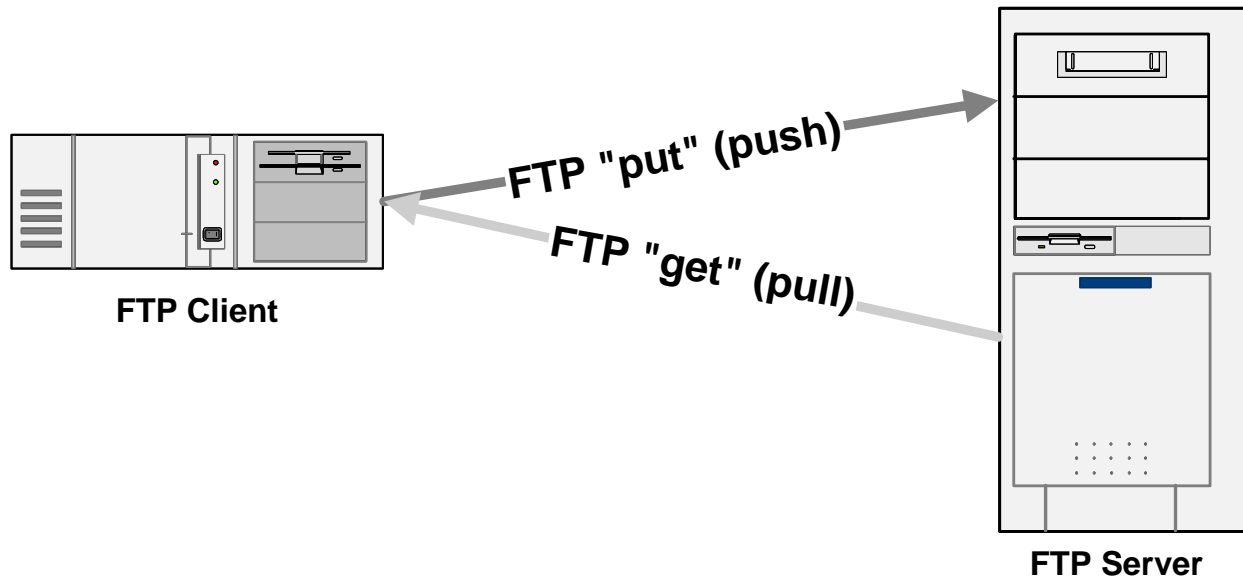 FTP "put" (push)
FTP "get" (pull)
FTP Client
FTP Server